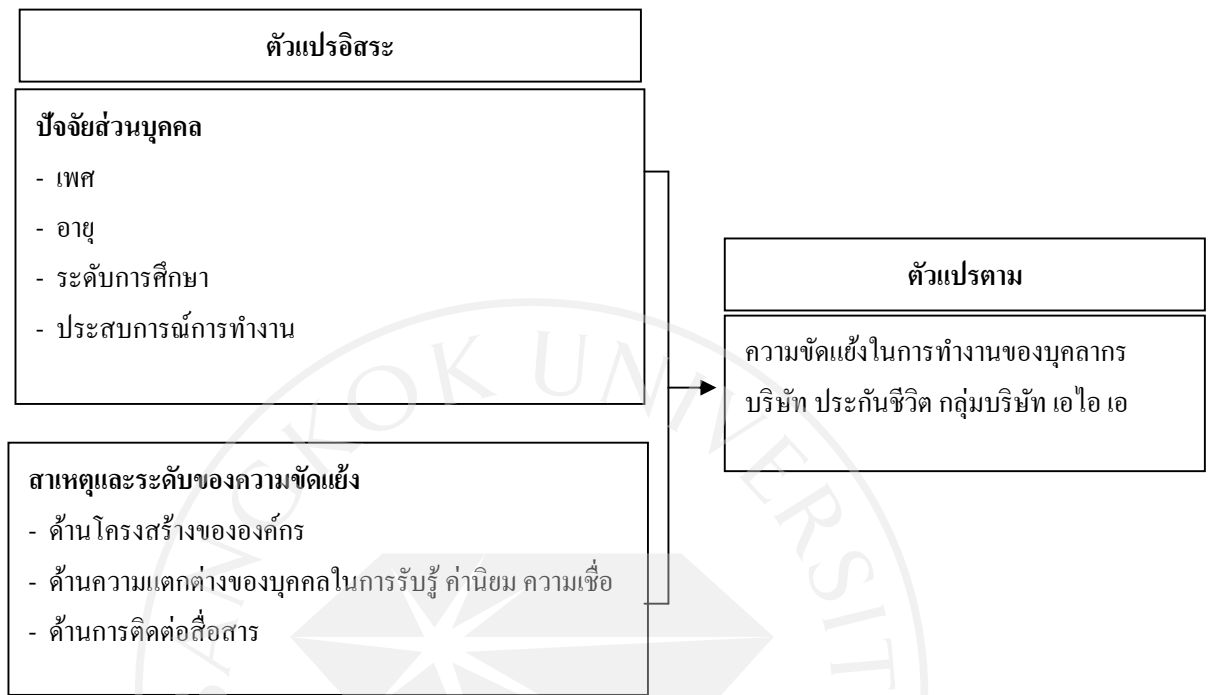 ตัวแปรอิสระ
ปัจจัยส่วนบุคคล
- เพศ
- อายุ
- ระดับการศึกษา
- ประสบการณ์การทำงาน
สาเหตุและระดับของความขัดแย้ง
- ด้านโครงสร้างขององค์กร
- ด้านความแตกต่างของบุคคลในการรับรู้ ค่านิยม ความเชื่อ
- ด้านการติดต่อสื่อสาร
ตัวแปรตาม
ความขัดแย้งในการทำงานของบุคลากร
บริษัท ประกันชีวิต กลุ่มบริษัท เอไอ เอ
BANGKOK UNIVERSIT